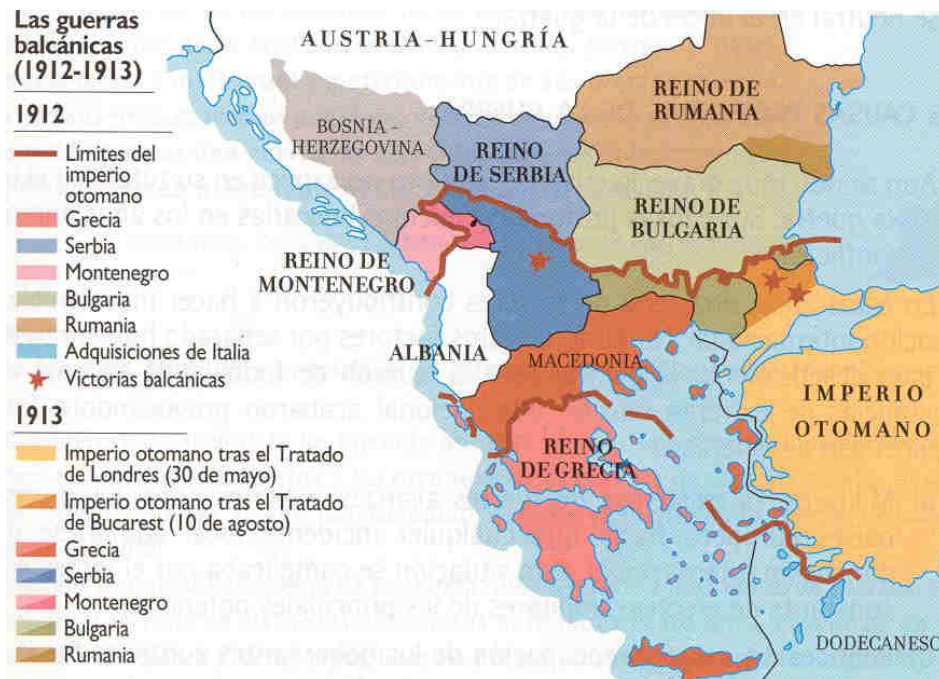 Las guerras
balcánicas
(1912-1913)
1912
Límites del
imperio
otomano
Grecia
Serbia
Montenegro
Bulgaria
Rumania
Adquisiciones de Italia
Victorias balcánicas
1913
Imperio otomano tras el Tratado
de Londres (30 de mayo)
Imperio otomano tras el Tratado
de Bucarest (10 de agosto)
Grecia
Serbia
Montenegro
Bulgaria
Rumania
AUSTRIA-HUNGRÍA
BOSNIA-
HERZEGOVINA
REINO
DE SERBIA
REINO DE
RUMANIA
REINO
DE BULGARIA
REINO DE
MONTENEGRO
ALBANIA
MACEDONIA
REINO
DE GRECIA
IMPERIO
OTOMANO
DODECANESO